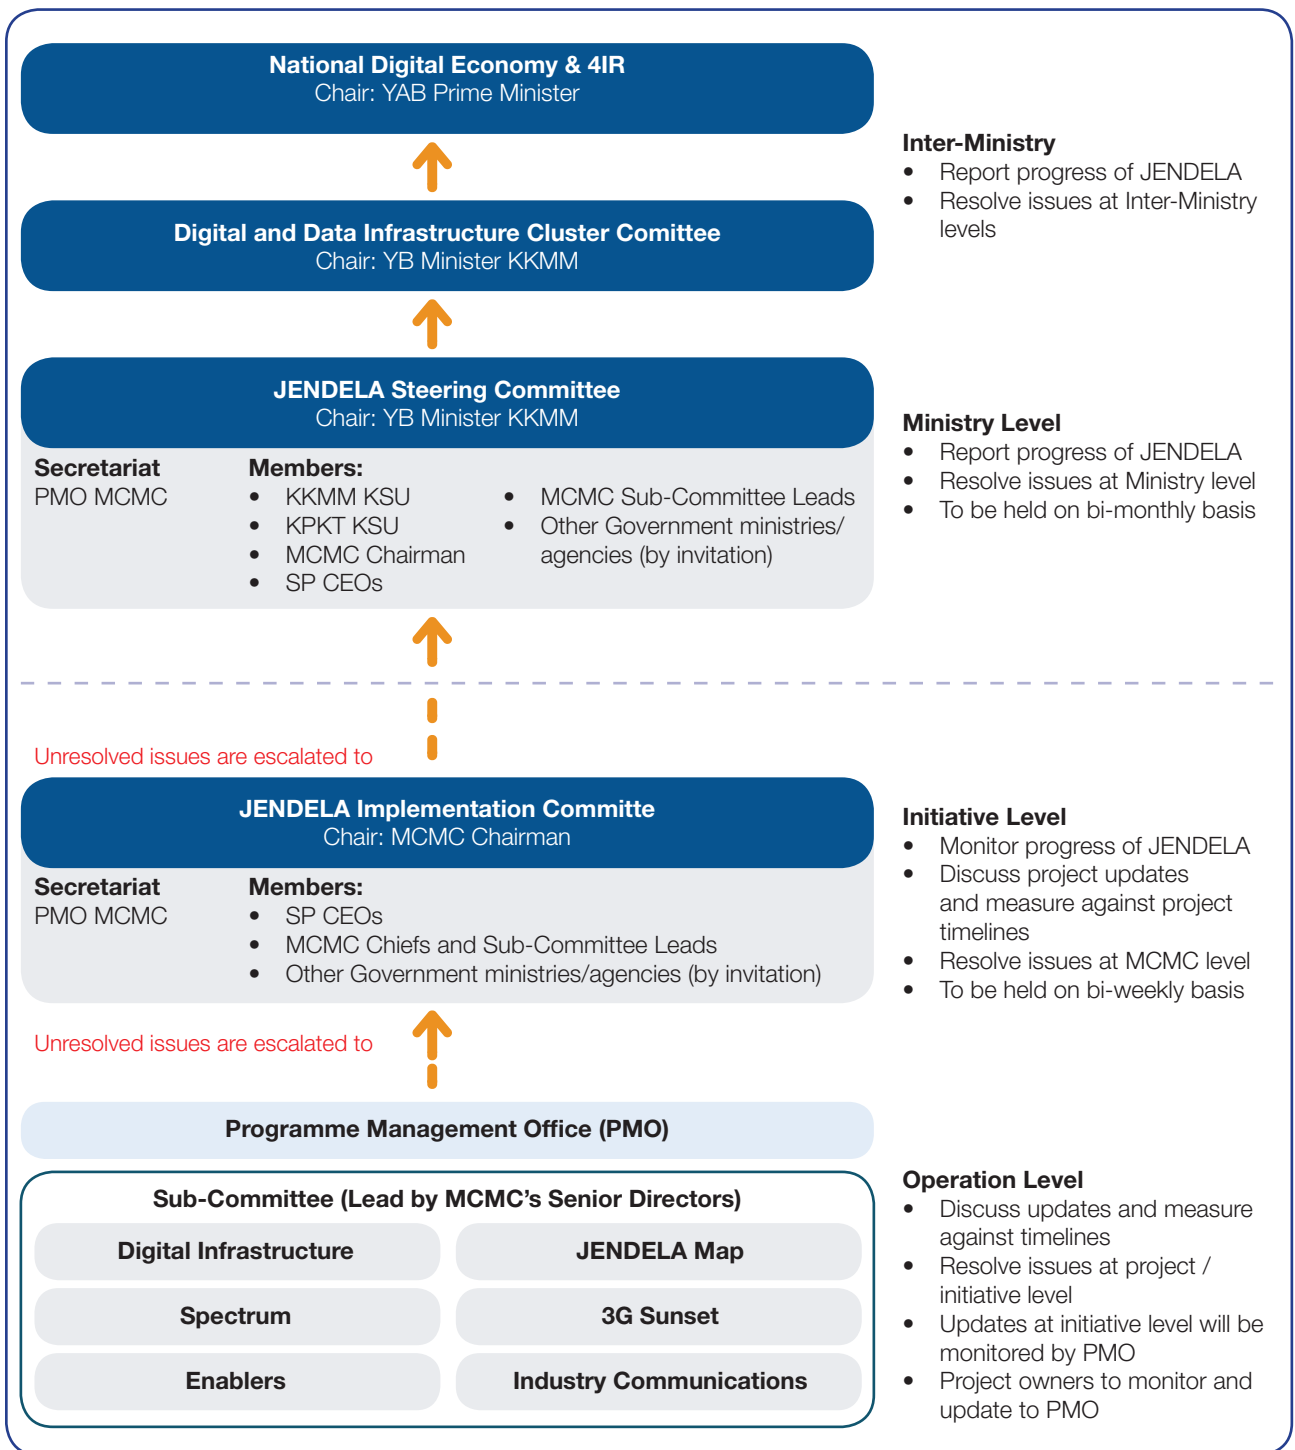 National Digital Economy & 4IR
Chair: YAB Prime Minister
Inter-Ministry
• Report progress of JENDELA
• Resolve issues at Inter-Ministry
levels
Digital and Data Infrastructure Cluster Comittee
Chair: YB Minister KKMM
JENDELA Steering Committee
Chair: YB Minister KKMM
Secretariat
PMO MCMC
Members:
• KKMM KSU
• KPKT KSU
• MCMC Chairman
• SP CEOs
• MCMC Sub-Committee Leads
• Other Government ministries/
agencies (by invitation)
Ministry Level
• Report progress of JENDELA
• Resolve issues at Ministry level
• To be held on bi-monthly basis
Unresolved issues are escalated to
JENDELA Implementation Committe
Chair: MCMC Chairman
Secretariat
PMO MCMC
Members:
• SP CEOs
• MCMC Chiefs and Sub-Committee Leads
• Other Government ministries/agencies (by invitation)
Initiative Level
• Monitor progress of JENDELA
• Discuss project updates
and measure against project
timelines
• Resolve issues at MCMC level
• To be held on bi-weekly basis
Unresolved issues are escalated to
Programme Management Office (PMO)
Sub-Committee (Lead by MCMC's Senior Directors)
Digital Infrastructure
JENDELA Map
Spectrum
3G Sunset
Enablers
Industry Communications
Operation Level
• Discuss updates and measure
against timelines
• Resolve issues at project /
initiative level
• Updates at initiative level will be
monitored by PMO
• Project owners to monitor and
update to PMO